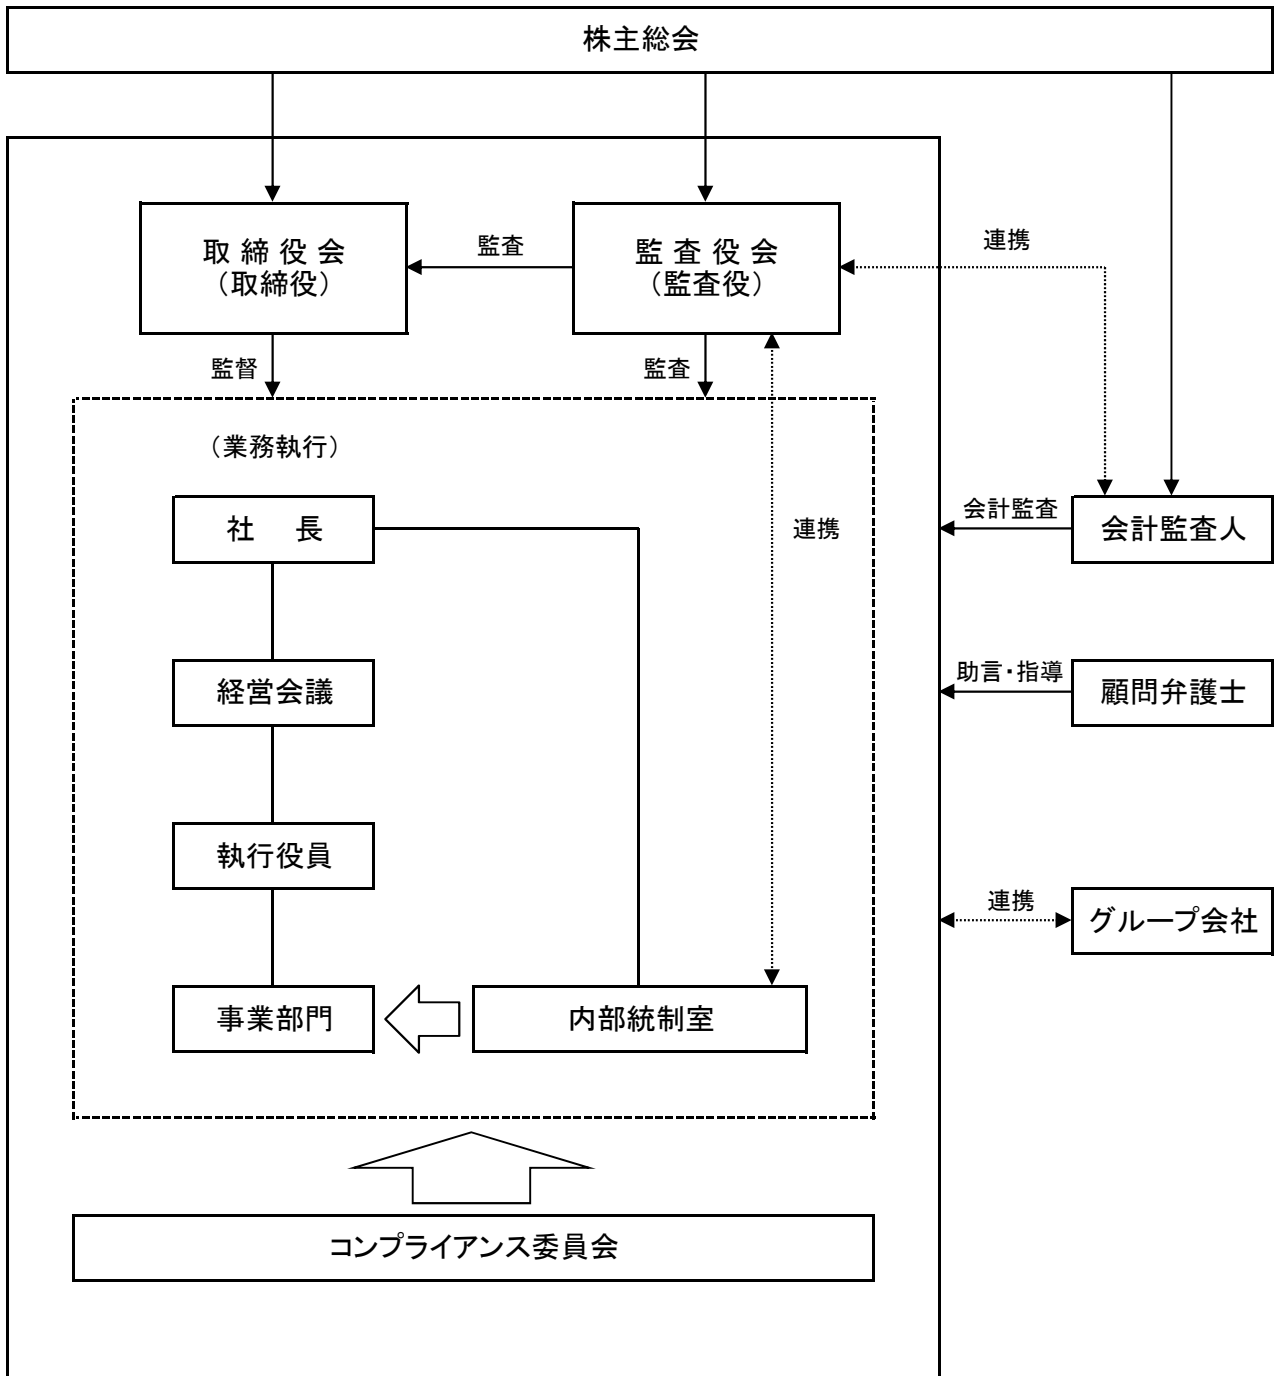 株主総会
取締役会
（取締役）
監査
監査役会
（監査役）
連携
監督
監査
（業務執行）
社　長
連携
会計監査
会計監査人
経営会議
助言・指導
顧問弁護士
執行役員
連携
グループ会社
事業部門
内部統制室
コンプライアンス委員会